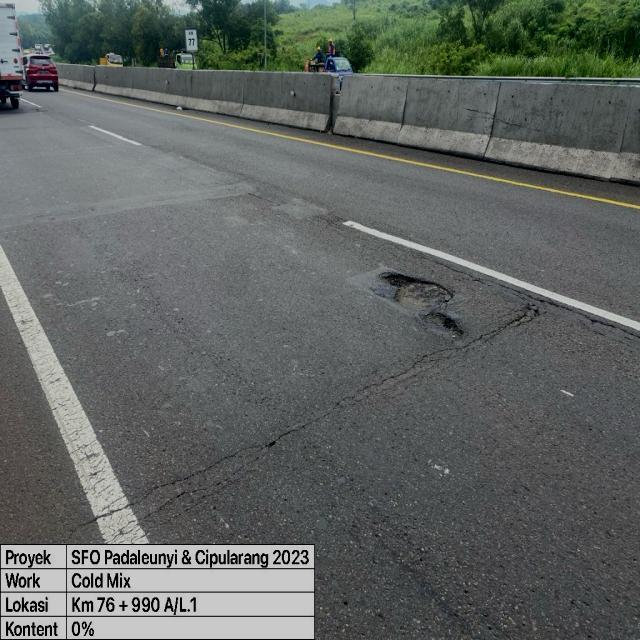 77
Proyek SFO Padaleunyi & Cipularang 2023
Work Cold Mix
Lokasi Km 76 + 990 A/L.1
Kontent 0%